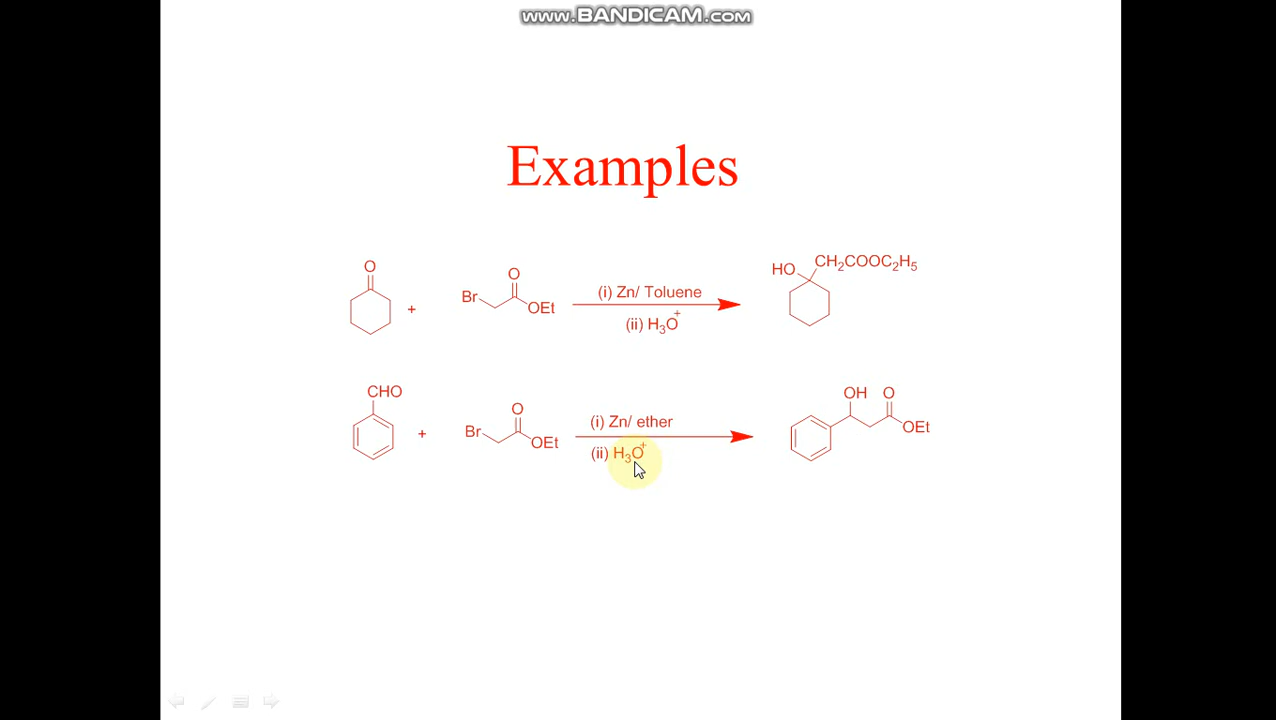 www.BANDICAM.com
Examples
O
+
Br
O
OEt
(i) Zn/ Toluene
(ii) H₃O⁺
HO
CH₂COOC₂H₅
CHO
+
Br
O
OEt
(i) Zn/ ether
(ii) H₃O⁺
OH
O
OEt